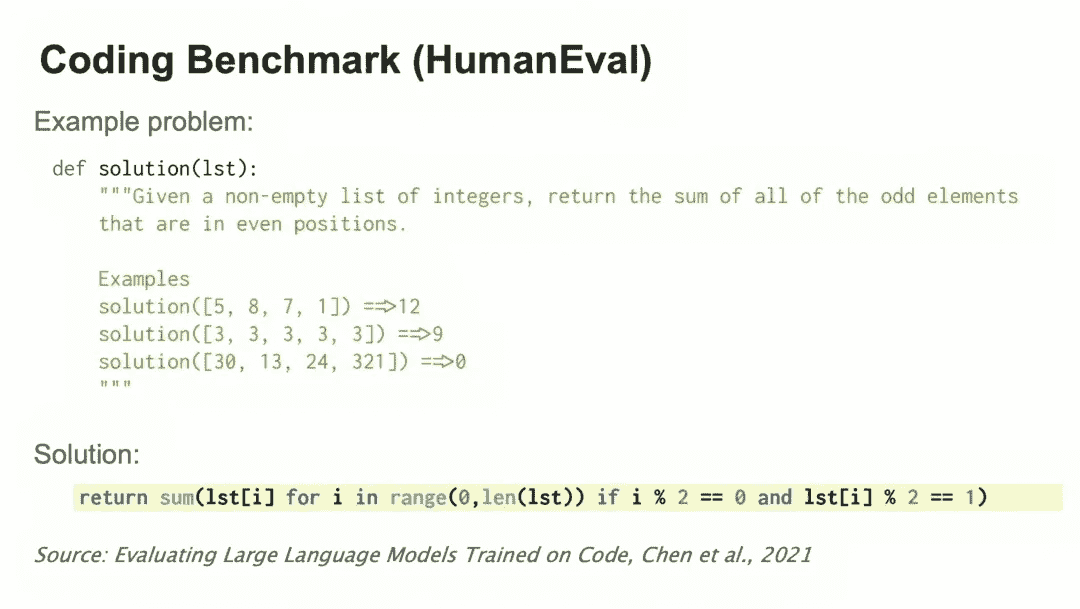 Coding Benchmark (HumanEval)
Example problem:
def solution(lst):
"""Given a non-empty list of integers, return the sum of all of the odd elements
that are in even positions.
Examples
solution([5, 8, 7, 1]) ==>12
solution([3, 3, 3, 3, 3]) ==>9
solution([30, 13, 24, 321]) ==>0
"""
Solution:
return sum(lst[i] for i in range(0,len(lst)) if i % 2 == 0 and lst[i] % 2 == 1)
Source: Evaluating Large Language Models Trained on Code, Chen et al., 2021